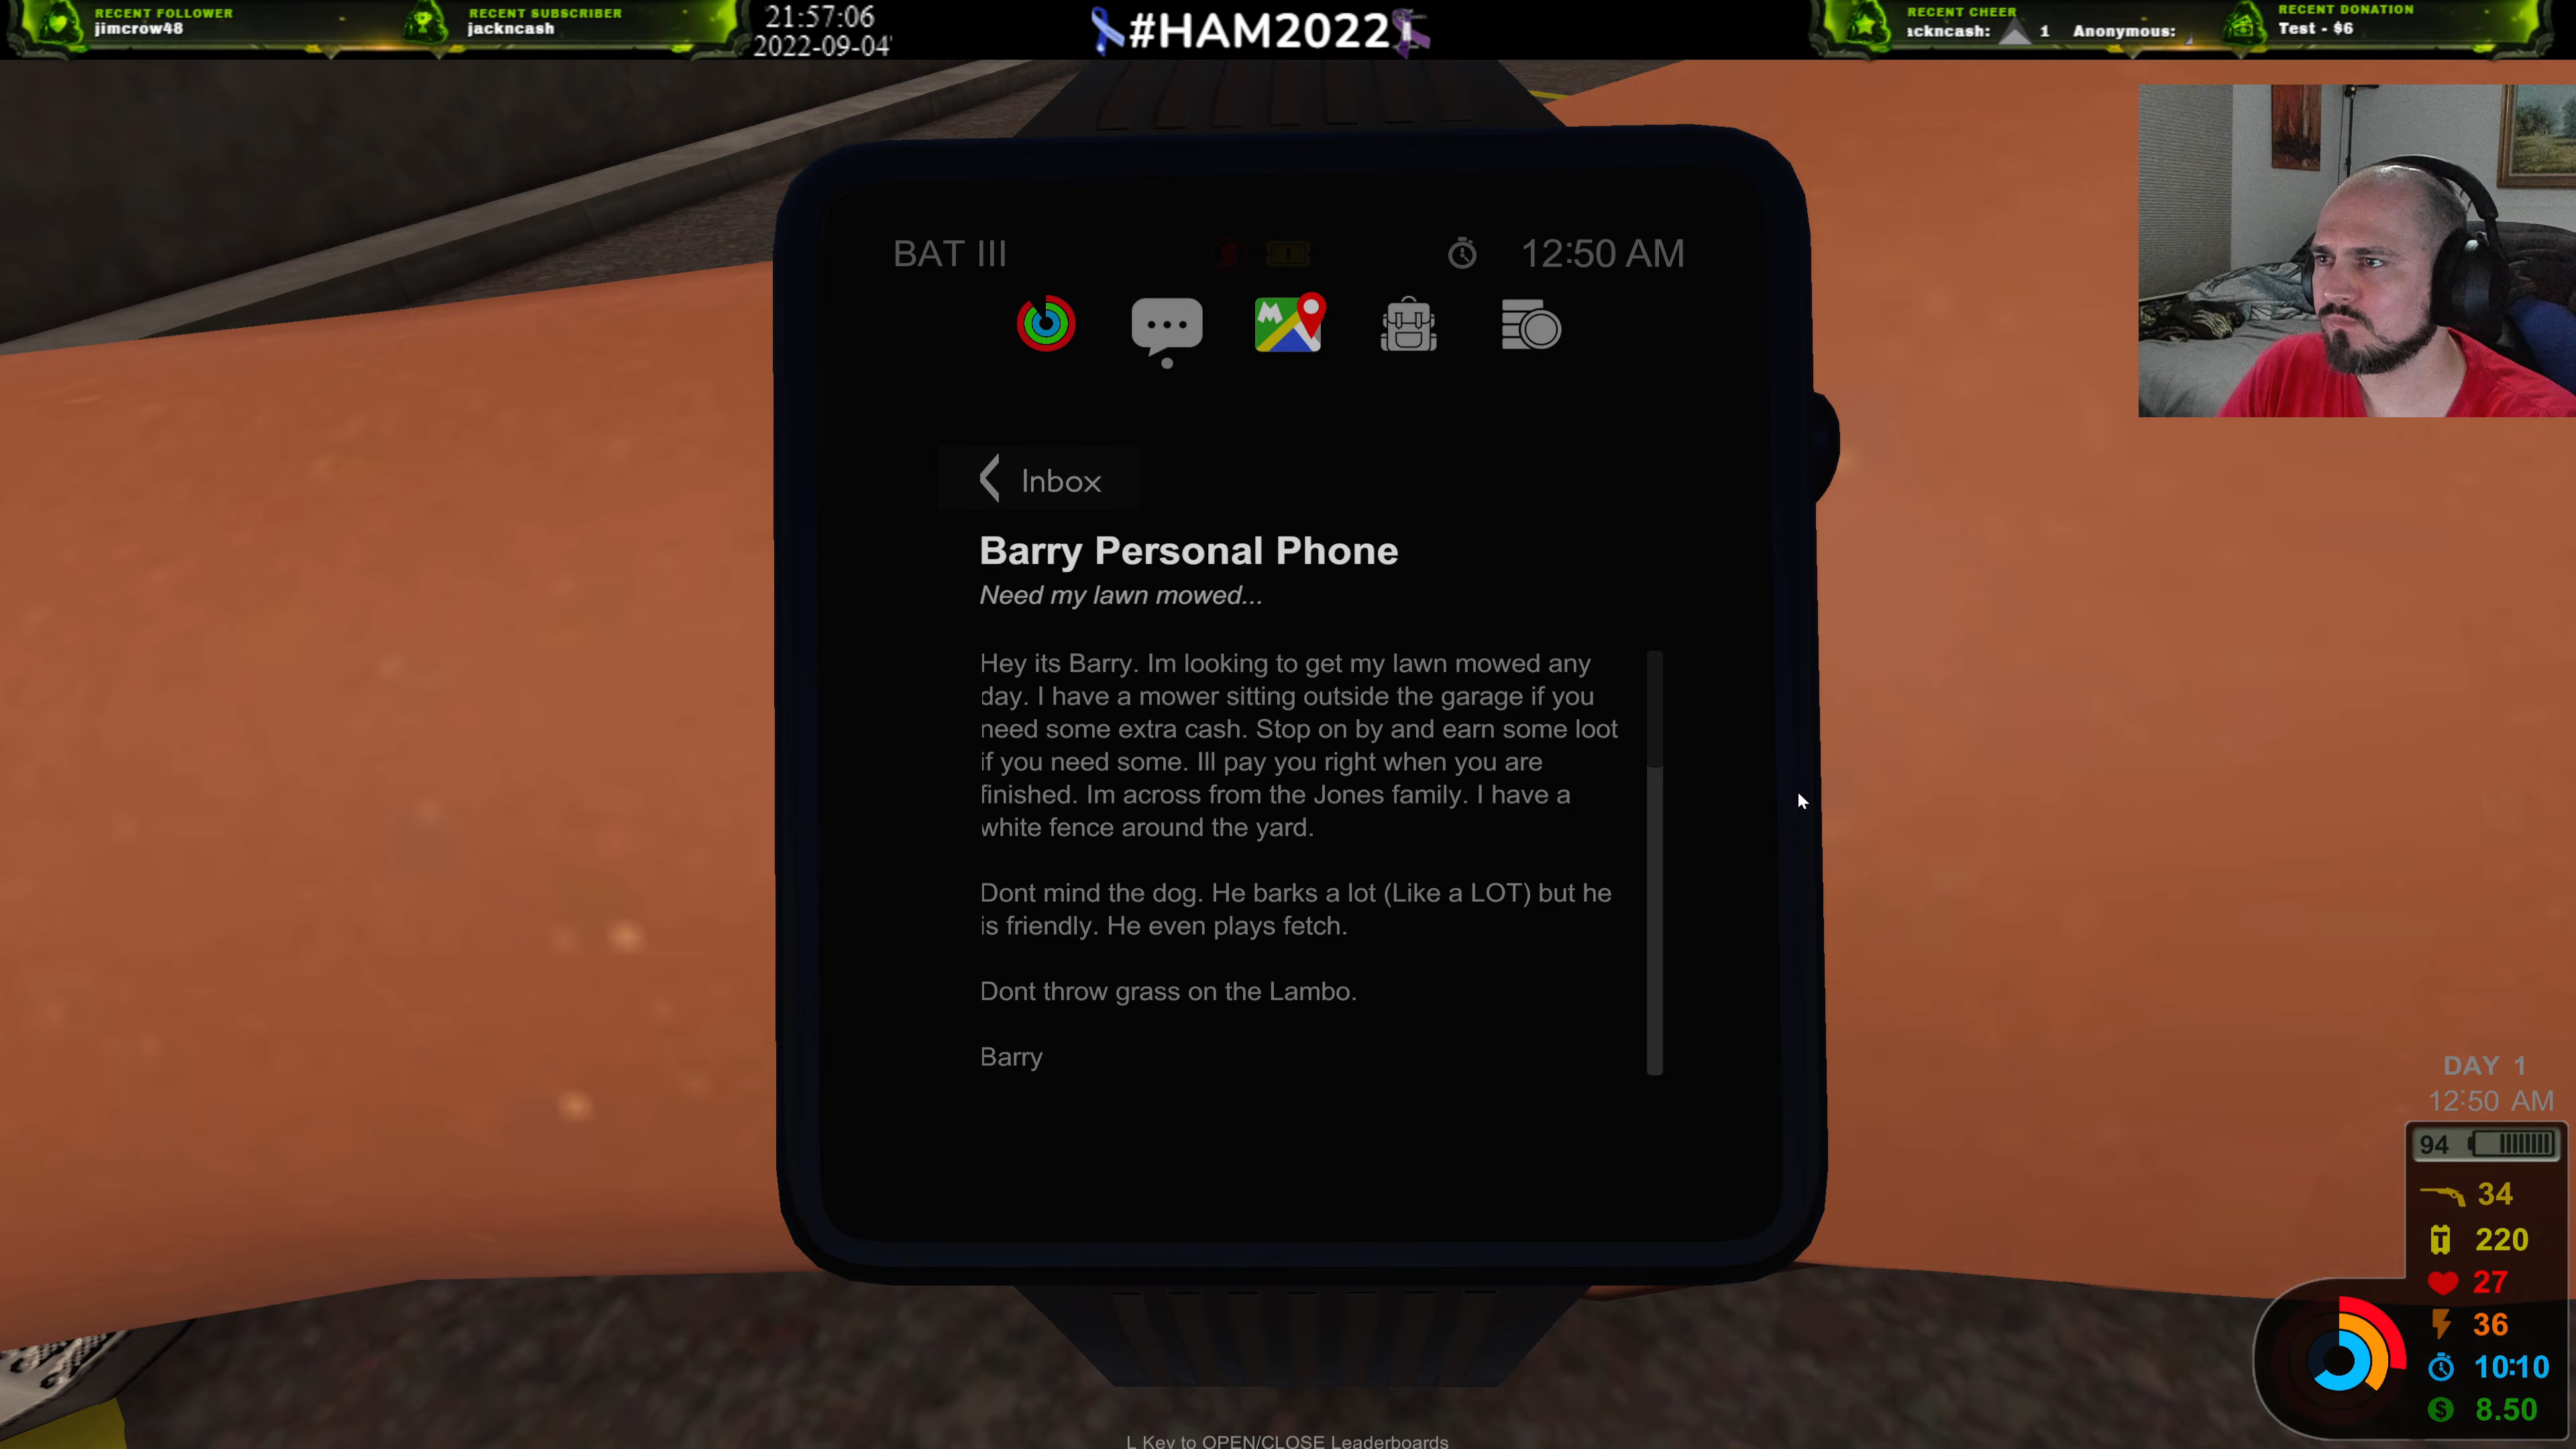 RECENT FOLLOWER
jimcrow48
RECENT SUBSCRIBER
jackncash
21:57:06
2022-09-04
#HAM2022
RECENT CHEER
ackncash: 1 Anonymous:
RECENT DONATION
Test - $6
BAT III
12:50 AM
Inbox
Barry Personal Phone
Need my lawn mowed...
Hey its Barry. Im looking to get my lawn mowed any
day. I have a mower sitting outside the garage if you
need some extra cash. Stop on by and earn some loot
if you need some. Ill pay you right when you are
finished. Im across from the Jones family. I have a
white fence around the yard.
Dont mind the dog. He barks a lot (Like a LOT) but he
is friendly. He even plays fetch.
Dont throw grass on the Lambo.
Barry
DAY 1
12:50 AM
94
34
T 220
27
36
10:10
$ 8.50
L Key to OPEN/CLOSE Leaderboards